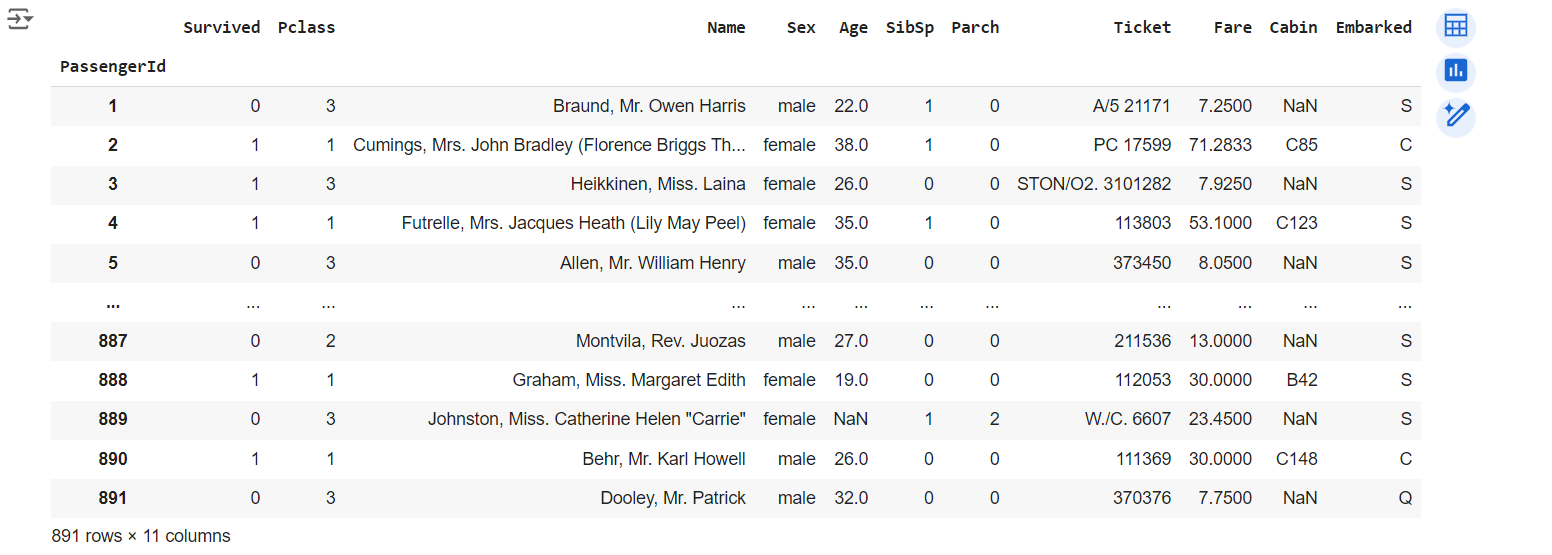 Survived Pclass Name Sex Age SibSp Parch Ticket Fare Cabin Embarked
PassengerId
1 0 3 Braund, Mr. Owen Harris male 22.0 1 0 A/5 21171 7.2500 NaN S
2 1 1 Cumings, Mrs. John Bradley (Florence Briggs Th... female 38.0 1 0 PC 17599 71.2833 C85 C
3 1 3 Heikkinen, Miss. Laina female 26.0 0 0 STON/O2. 3101282 7.9250 NaN S
4 1 1 Futrelle, Mrs. Jacques Heath (Lily May Peel) female 35.0 1 0 113803 53.1000 C123 S
5 0 3 Allen, Mr. William Henry male 35.0 0 0 373450 8.0500 NaN S
... ... ... ... ... ... ... ... ... ... ... ...
887 0 2 Montvila, Rev. Juozas male 27.0 0 0 211536 13.0000 NaN S
888 1 1 Graham, Miss. Margaret Edith female 19.0 0 0 112053 30.0000 B42 S
889 0 3 Johnston, Miss. Catherine Helen "Carrie" female NaN 1 2 W./C. 6607 23.4500 NaN S
890 1 1 Behr, Mr. Karl Howell male 26.0 0 0 111369 30.0000 C148 C
891 0 3 Dooley, Mr. Patrick male 32.0 0 0 370376 7.7500 NaN Q
891 rows × 11 columns